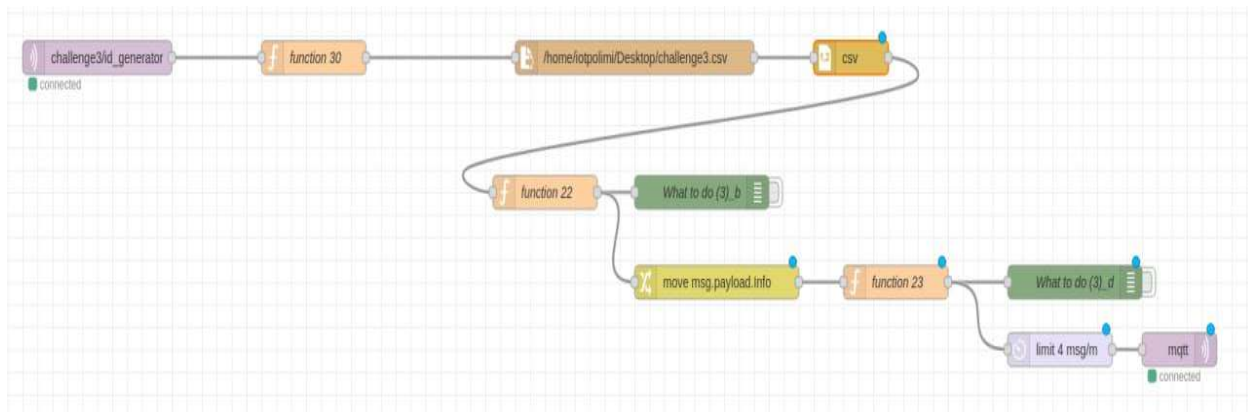 challenge3/id_generator
connected
function 30
/home/iotpolimi/Desktop/challenge3.csv
csv
function 22
What to do (3)_b
move msg.payload.Info
function 23
What to do (3)_d
limit 4 msg/m
mqtt
connected